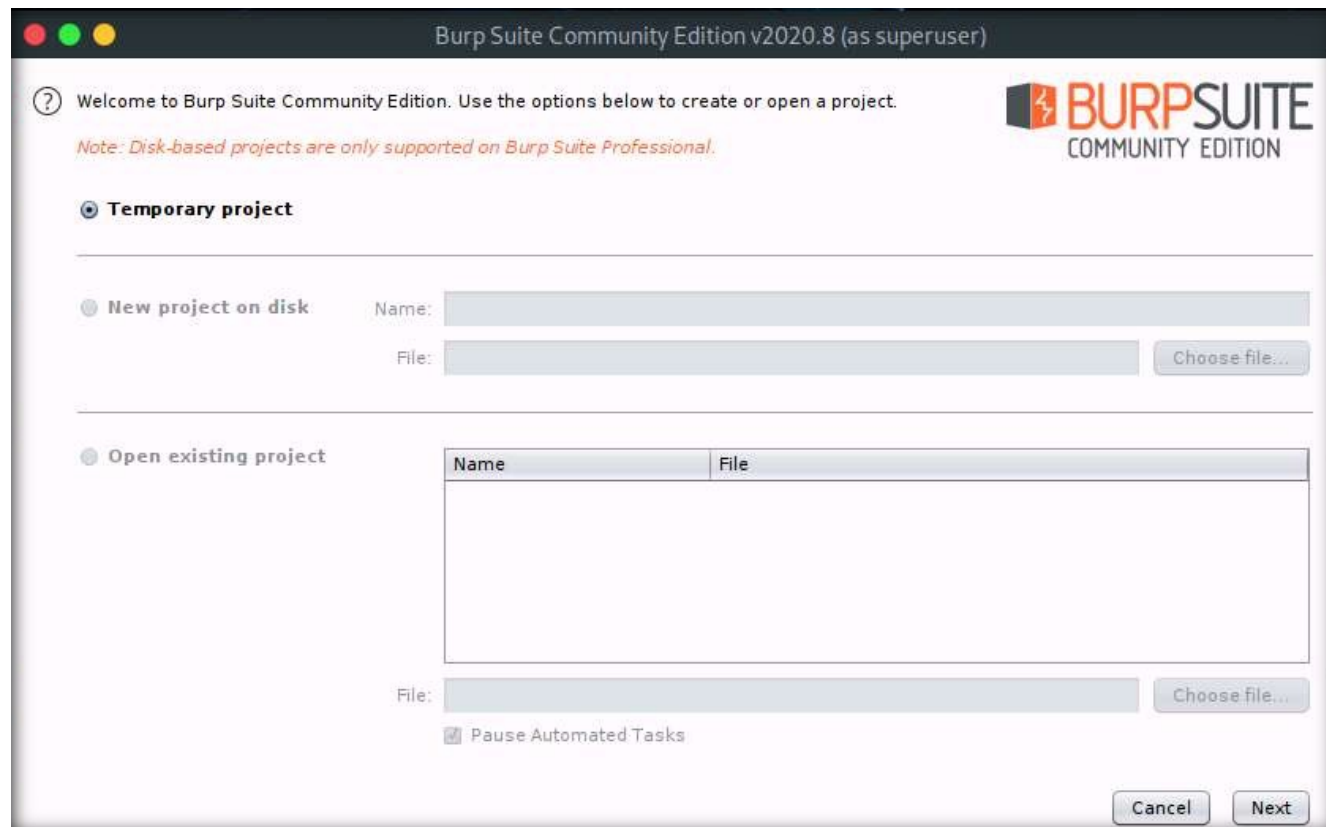 Burp Suite Community Edition v2020.8 (as superuser)
? Welcome to Burp Suite Community Edition. Use the options below to create or open a project.
BURPSUITE
COMMUNITY EDITION
Note: Disk-based projects are only supported on Burp Suite Professional.
Temporary project
New project on disk Name:
File: Choose file...
Open existing project
Name File
File: Choose file...
Pause Automated Tasks
Cancel Next